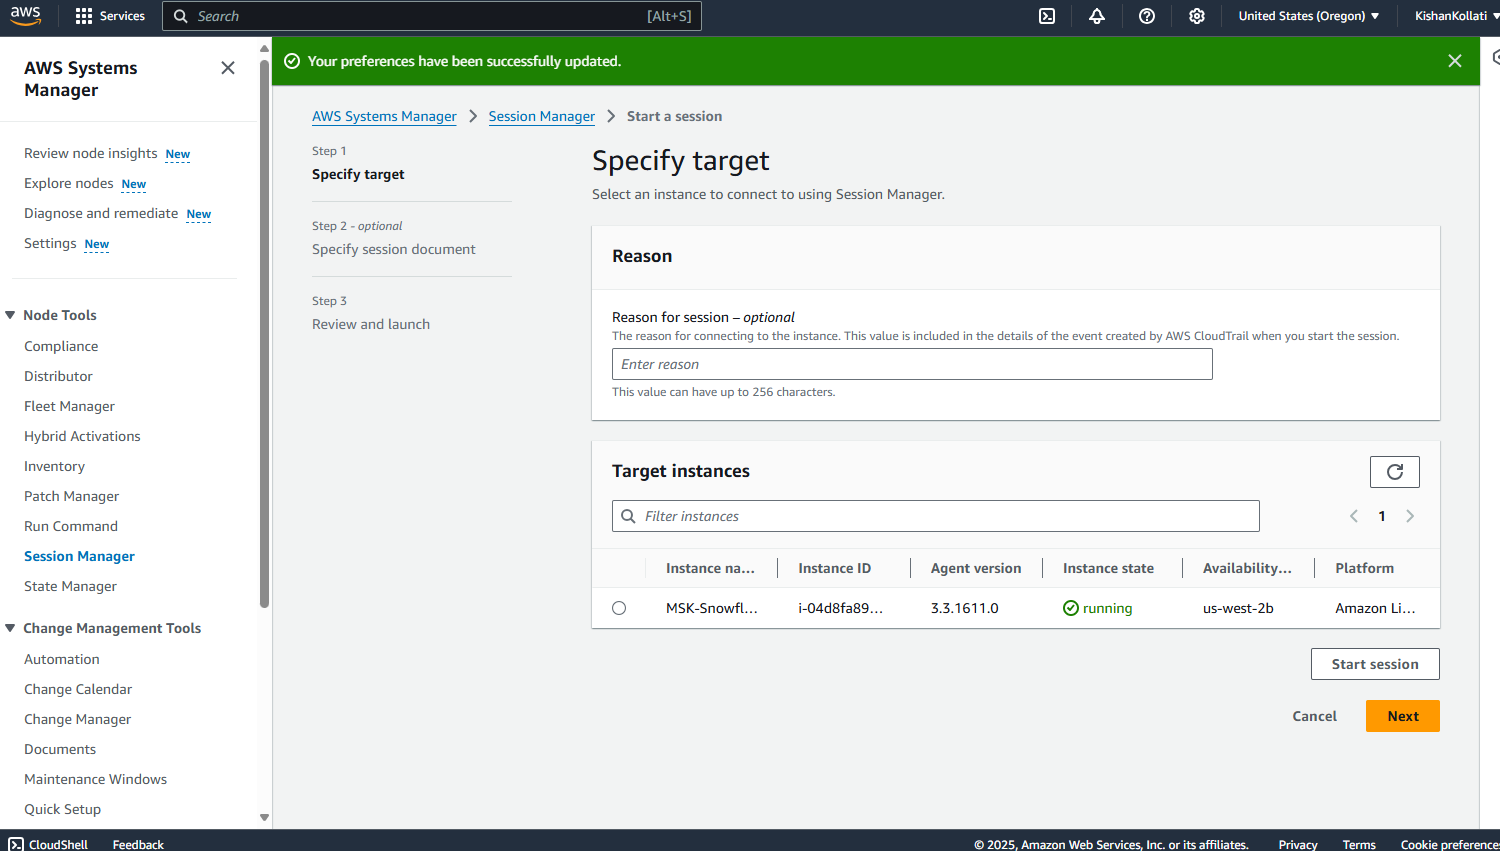 aws
Services
Search
[Alt+S]
United States (Oregon)
KishanKollati
AWS Systems
Manager
Review node insights New
Explore nodes New
Diagnose and remediate New
Settings New
Node Tools
Compliance
Distributor
Fleet Manager
Hybrid Activations
Inventory
Patch Manager
Run Command
Session Manager
State Manager
Change Management Tools
Automation
Change Calendar
Change Manager
Documents
Maintenance Windows
Quick Setup
Your preferences have been successfully updated.
AWS Systems Manager
Session Manager
Start a session
Step 1
Specify target
Step 2 - optional
Specify session document
Step 3
Review and launch
Specify target
Select an instance to connect to using Session Manager.
Reason
Reason for session – optional
The reason for connecting to the instance. This value is included in the details of the event created by AWS CloudTrail when you start the session.
Enter reason
This value can have up to 256 characters.
Target instances
Filter instances
1
Instance na... Instance ID Agent version Instance state Availability... Platform
MSK-Snowfl... i-04d8fa89... 3.3.1611.0 running us-west-2b Amazon Li...
Start session
Cancel
Next
CloudShell
Feedback
© 2025, Amazon Web Services, Inc. or its affiliates.
Privacy
Terms
Cookie preferences